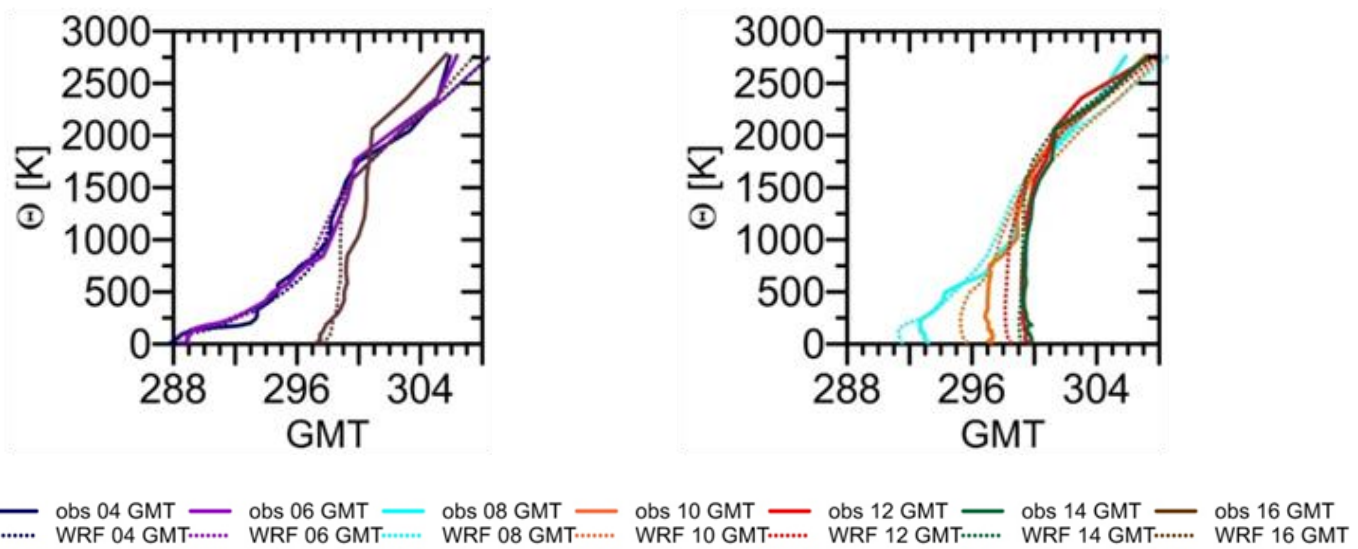 3000
2500
2000
1500
1000
500
0
Θ [K]
288 296 304
GMT
3000
2500
2000
1500
1000
500
0
Θ [K]
288 296 304
GMT
obs 04 GMT obs 06 GMT obs 08 GMT obs 10 GMT obs 12 GMT obs 14 GMT obs 16 GMT
WRF 04 GMT WRF 06 GMT WRF 08 GMT WRF 10 GMT WRF 12 GMT WRF 14 GMT WRF 16 GMT